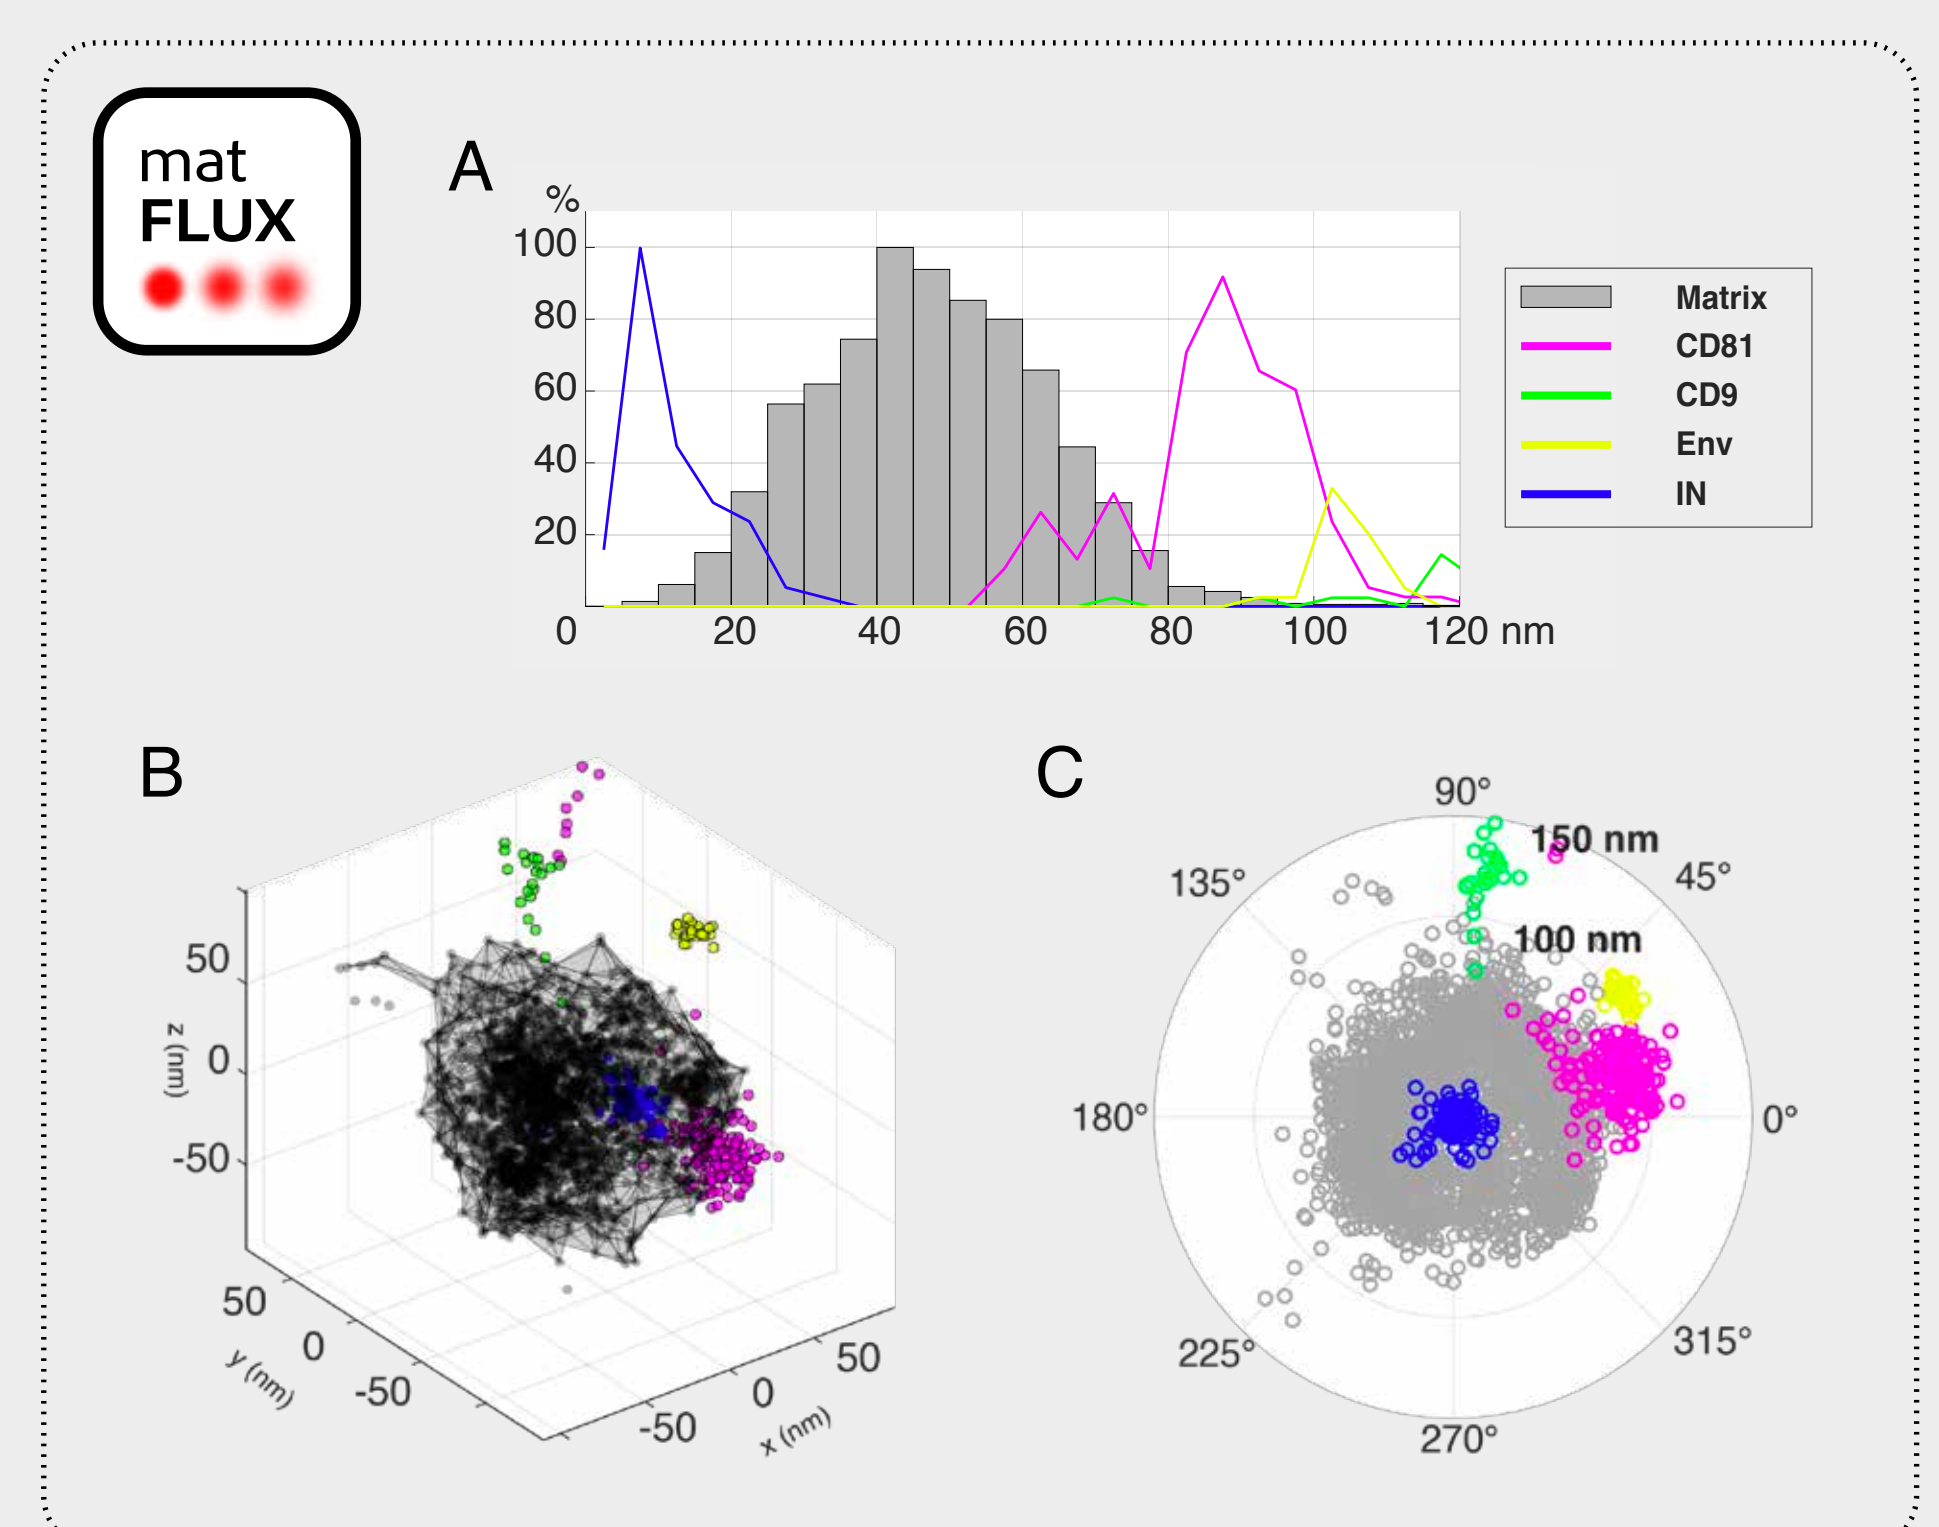 mat
FLUX
A
%
100
80
60
40
20
0 20 40 60 80 100 120 nm
Matrix
CD81
CD9
Env
IN
B
50
0
-50
z (nm)
50
0
-50
y (nm)
-50
0
50
x (nm)
C
90°
150 nm
135° 45°
100 nm
180° 0°
225° 315°
270°